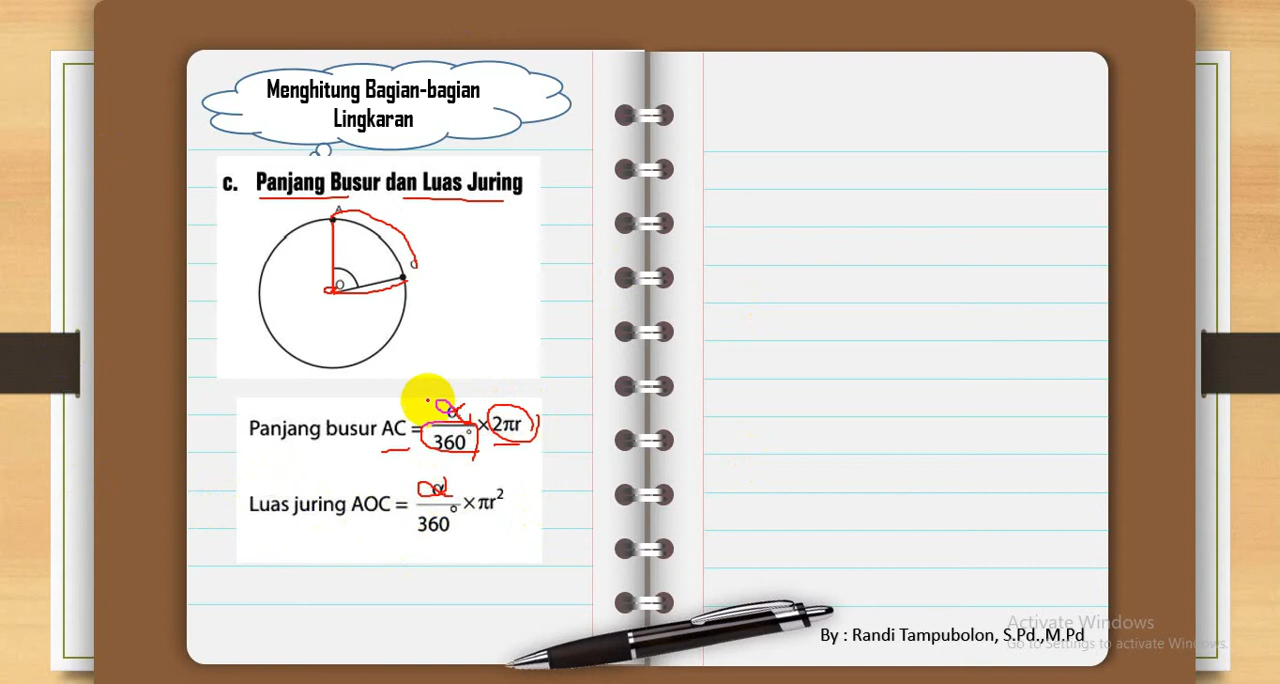 Menghitung Bagian-bagian
Lingkaran
c. Panjang Busur dan Luas Juring
A
O
Panjang busur AC = α/360° × 2πr
Luas juring AOC = α/360° × πr²
By : Randi Tampubolon, S.Pd.,M.Pd
Activate Windows
Go to Settings to activate Windows.